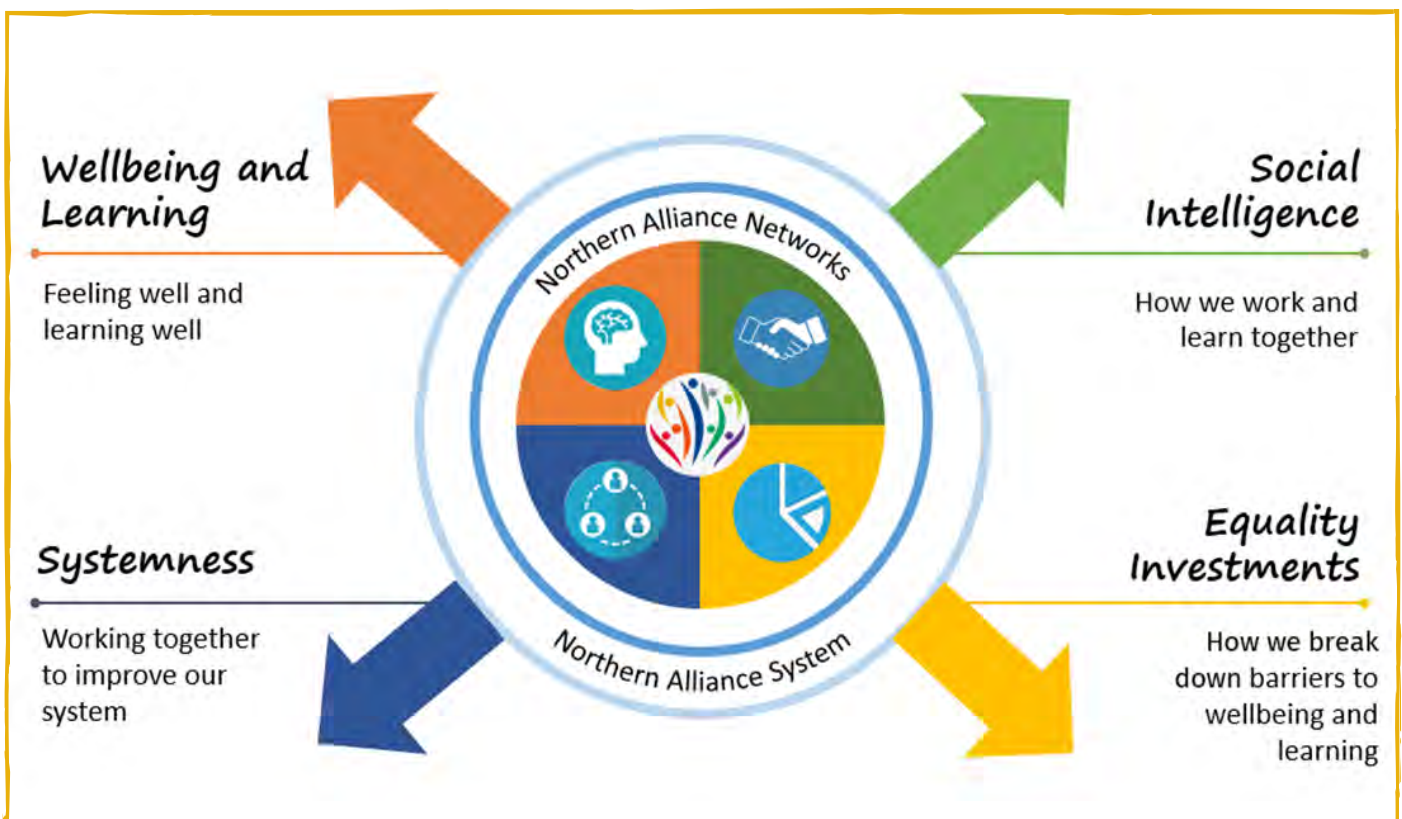 Wellbeing and
Learning
Feeling well and
learning well
Social
Intelligence
How we work and
learn together
Northern Alliance Networks
Northern Alliance System
Systemness
Working together
to improve our
system
Equality
Investments
How we break
down barriers to
wellbeing and
learning